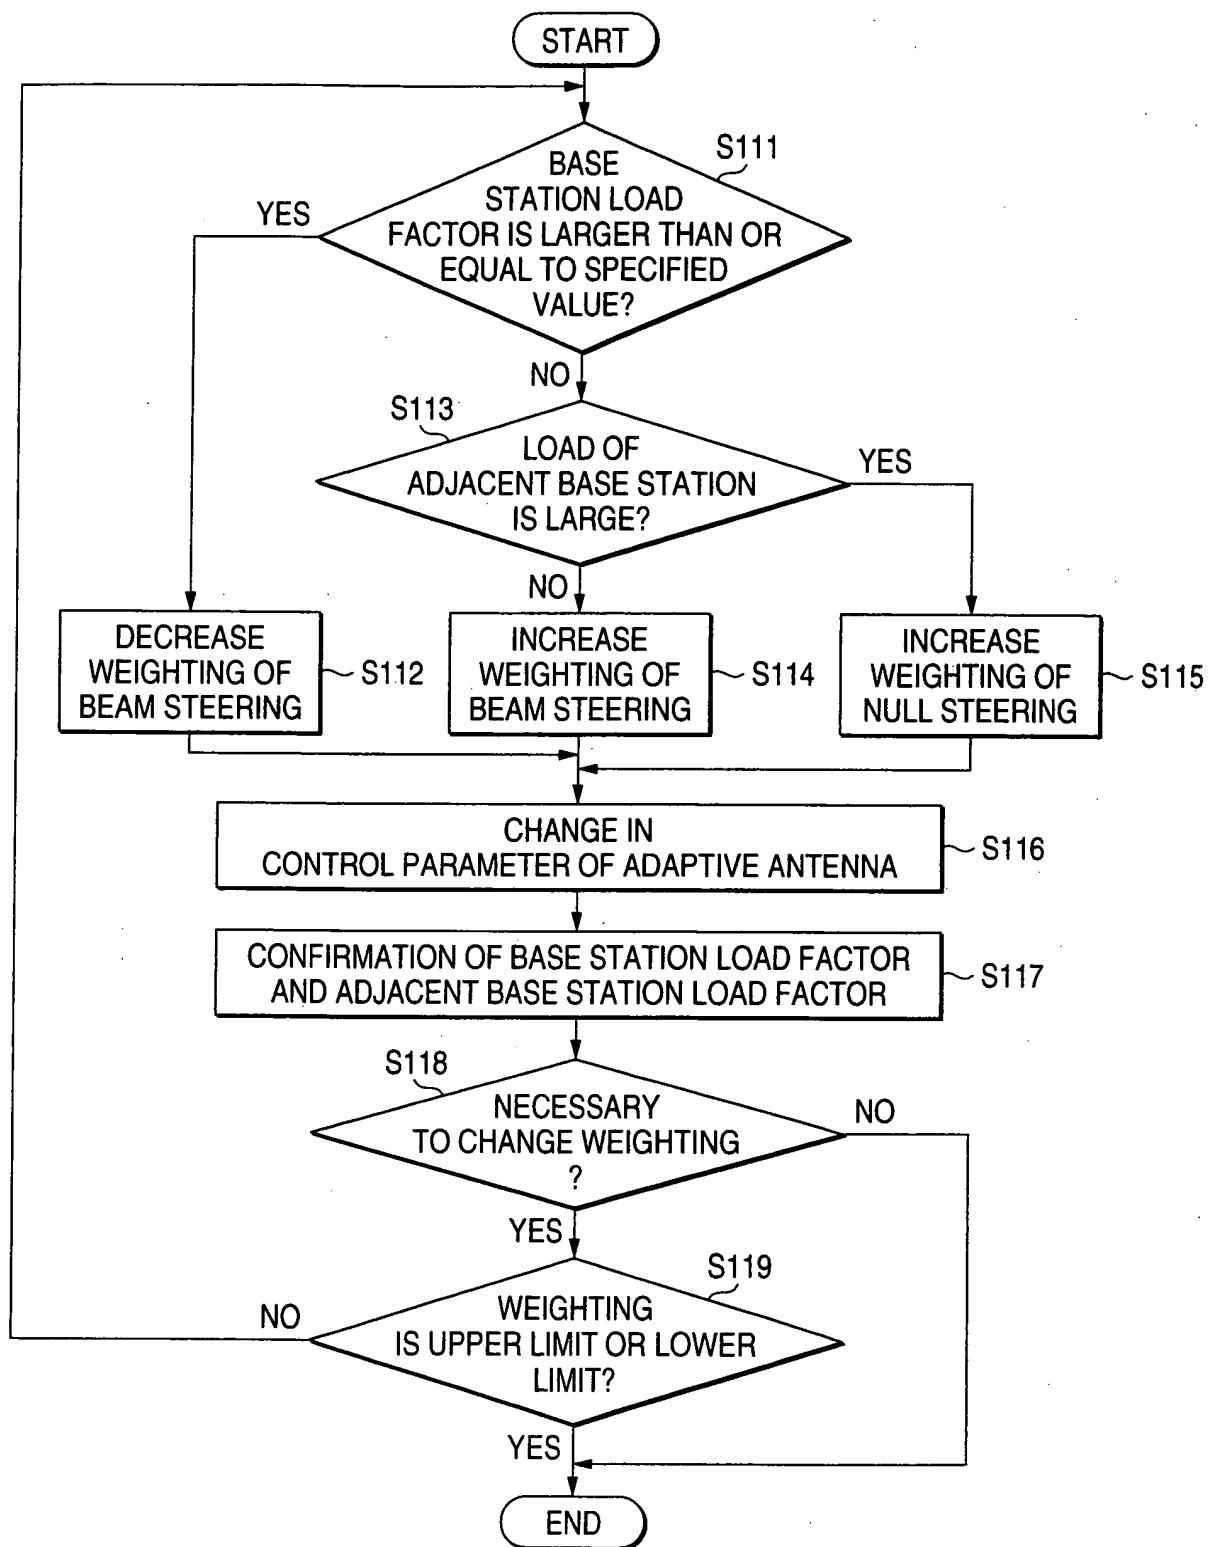 START
S111
BASE
STATION LOAD
FACTOR IS LARGER THAN OR
EQUAL TO SPECIFIED
VALUE?
YES
NO
S113
LOAD OF
ADJACENT BASE STATION
IS LARGE?
YES
NO
DECREASE
WEIGHTING OF
BEAM STEERING
S112
INCREASE
WEIGHTING OF
BEAM STEERING
S114
INCREASE
WEIGHTING OF
NULL STEERING
S115
CHANGE IN
CONTROL PARAMETER OF ADAPTIVE ANTENNA
S116
CONFIRMATION OF BASE STATION LOAD FACTOR
AND ADJACENT BASE STATION LOAD FACTOR
S117
S118
NECESSARY
TO CHANGE WEIGHTING
?
NO
YES
S119
WEIGHTING
IS UPPER LIMIT OR LOWER
LIMIT?
NO
YES
END